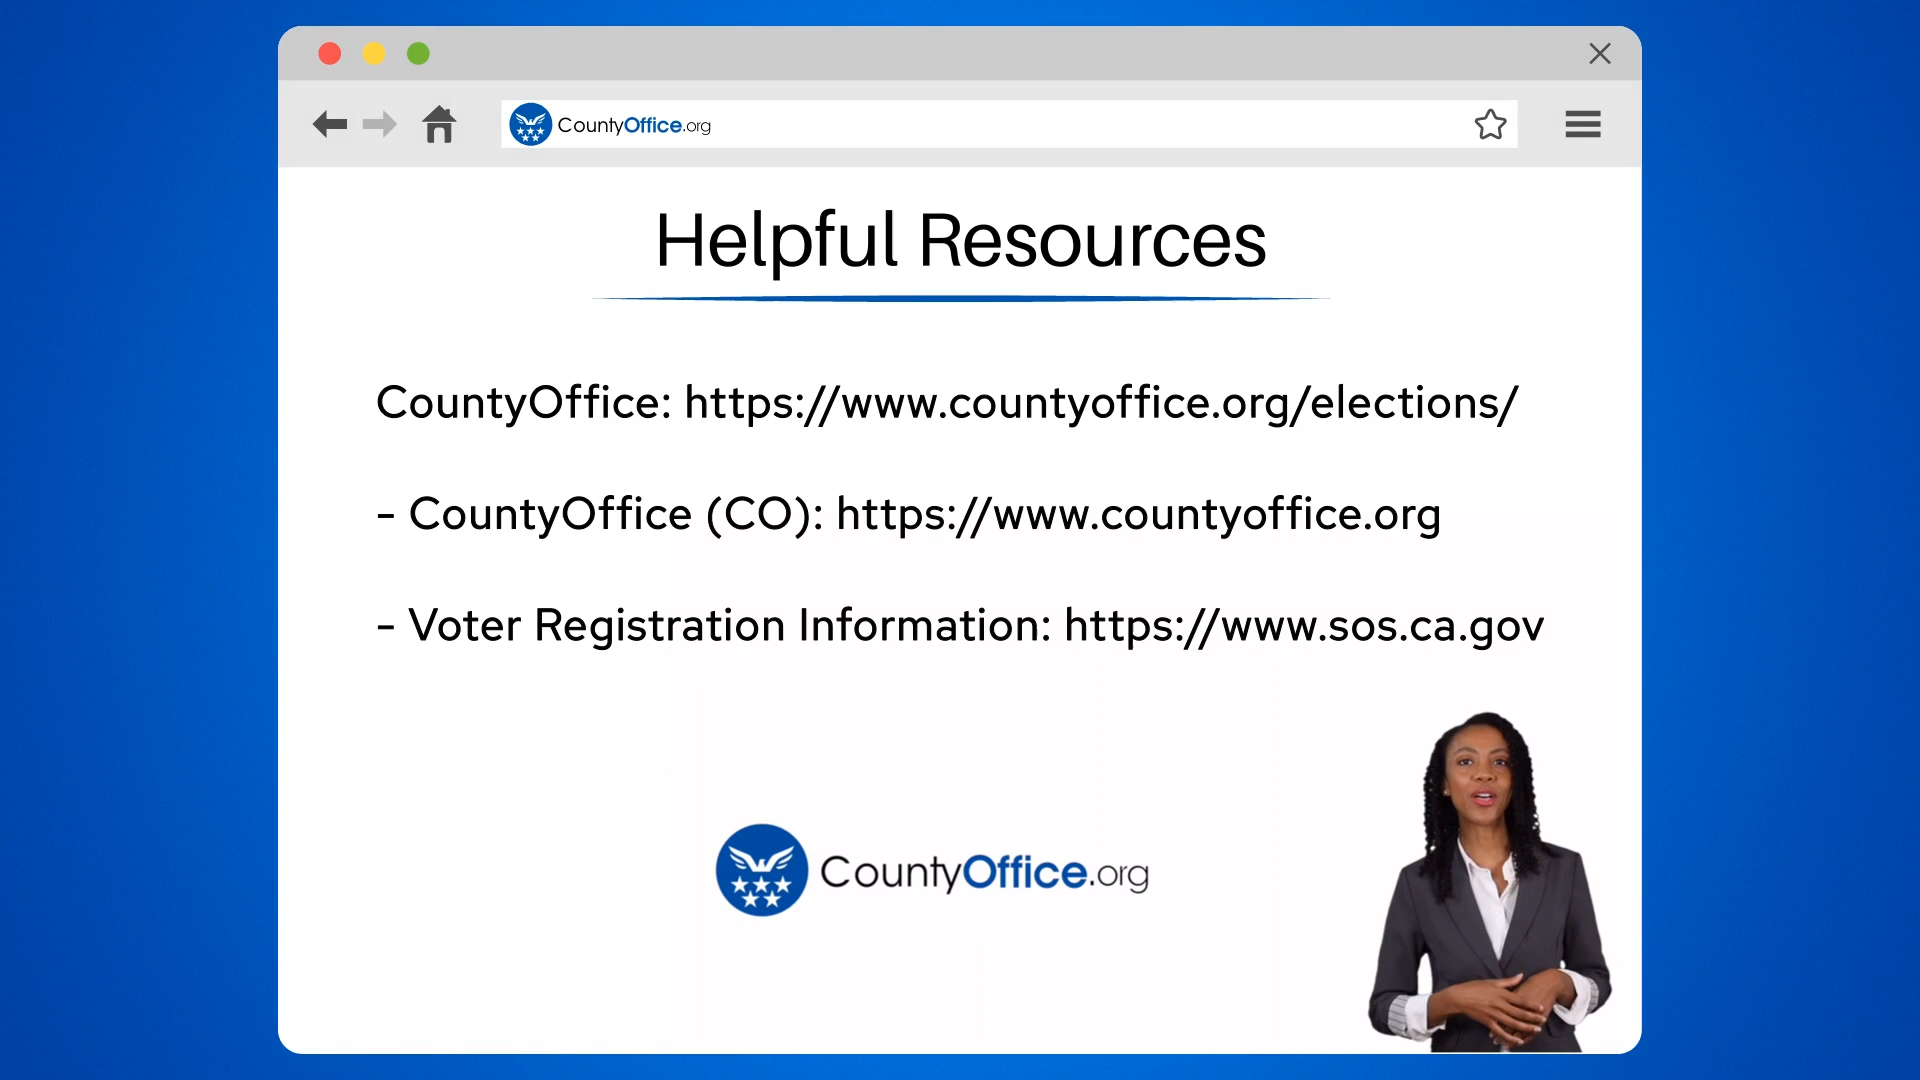 CountyOffice.org
Helpful Resources
CountyOffice: https://www.countyoffice.org/elections/
- CountyOffice (CO): https://www.countyoffice.org
- Voter Registration Information: https://www.sos.ca.gov
CountyOffice.org